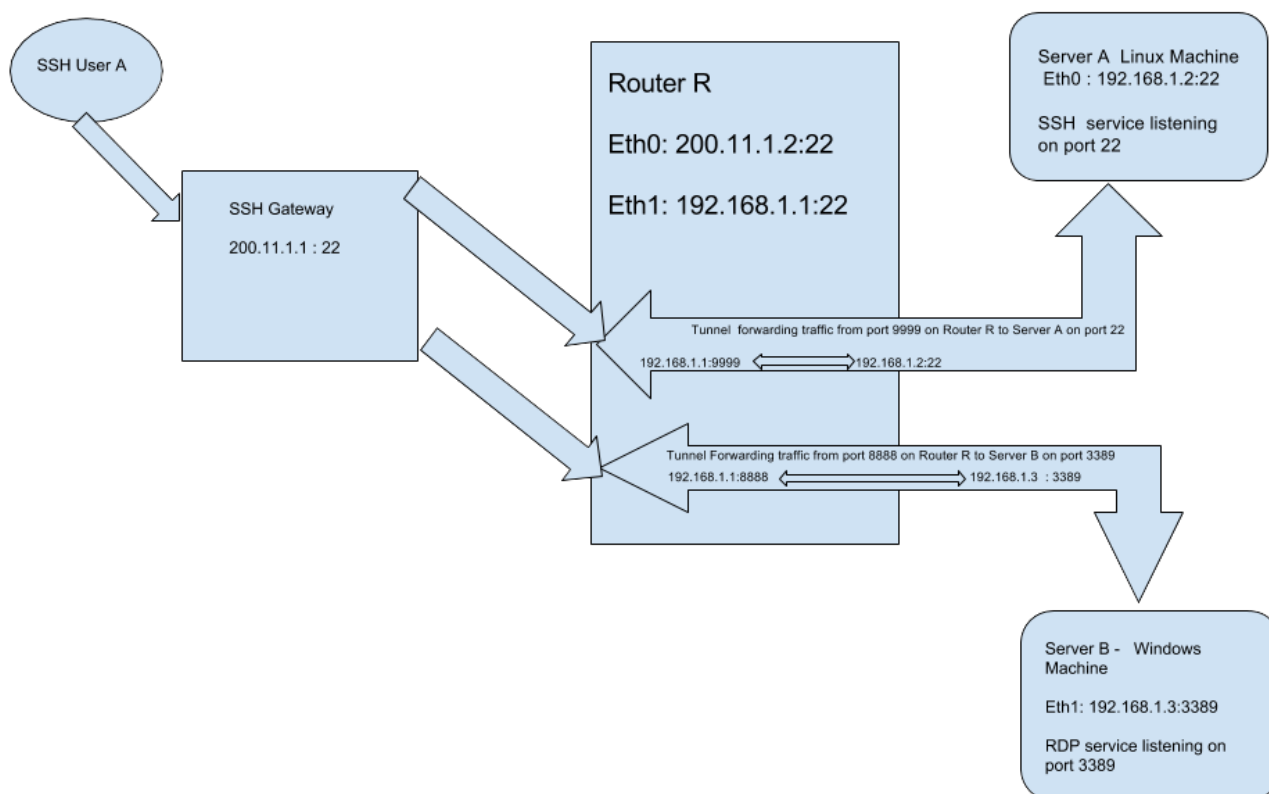 SSH User A
SSH Gateway
200.11.1.1 : 22
Router R
Eth0: 200.11.1.2:22
Eth1: 192.168.1.1:22
Server A Linux Machine
Eth0 : 192.168.1.2:22
SSH service listening
on port 22
Tunnel forwarding traffic from port 9999 on Router R to Server A on port 22
192.168.1.1:9999
192.168.1.2:22
Tunnel Forwarding traffic from port 8888 on Router R to Server B on port 3389
192.168.1.1:8888
192.168.1.3 : 3389
Server B - Windows
Machine
Eth1: 192.168.1.3:3389
RDP service listening on
port 3389